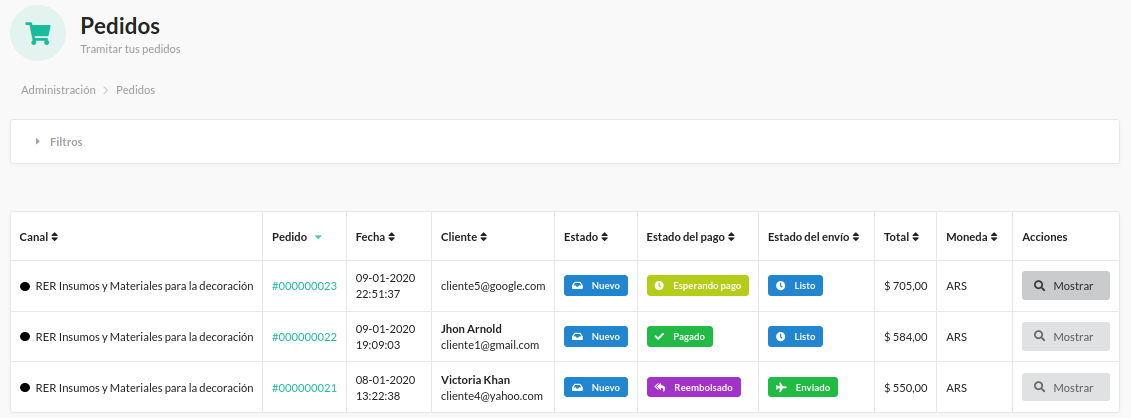 Pedidos
Tramitar tus pedidos
Administración > Pedidos
Filtros
Canal Pedido Fecha Cliente Estado Estado del pago Estado del envío Total Moneda Acciones
RER Insumos y Materiales para la decoración #000000023 09-01-2020 22:51:37 cliente5@google.com Nuevo Esperando pago Listo $ 705,00 ARS Mostrar
RER Insumos y Materiales para la decoración #000000022 09-01-2020 19:09:03 Jhon Arnold cliente1@gmail.com Nuevo Pagado Listo $ 584,00 ARS Mostrar
RER Insumos y Materiales para la decoración #000000021 08-01-2020 13:22:38 Victoria Khan cliente4@yahoo.com Nuevo Reembolsado Enviado $ 550,00 ARS Mostrar